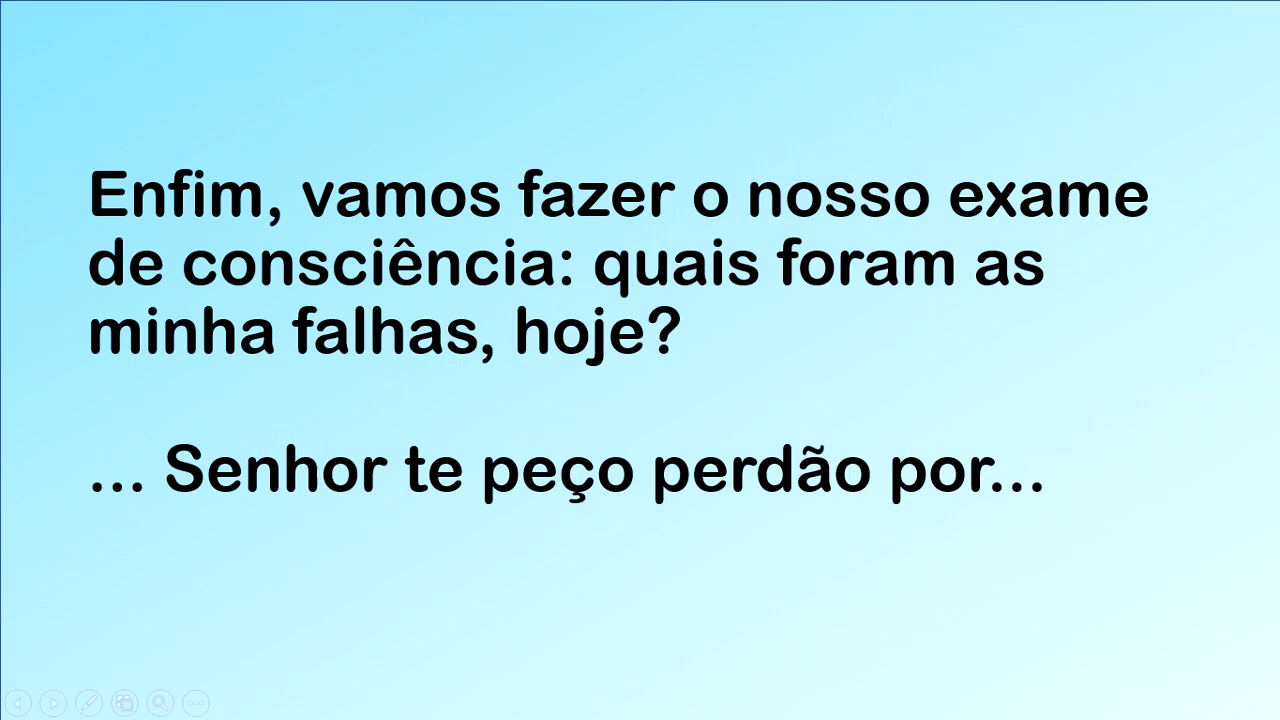 Enfim, vamos fazer o nosso exame
de consciência: quais foram as
minha falhas, hoje?
... Senhor te peço perdão por...